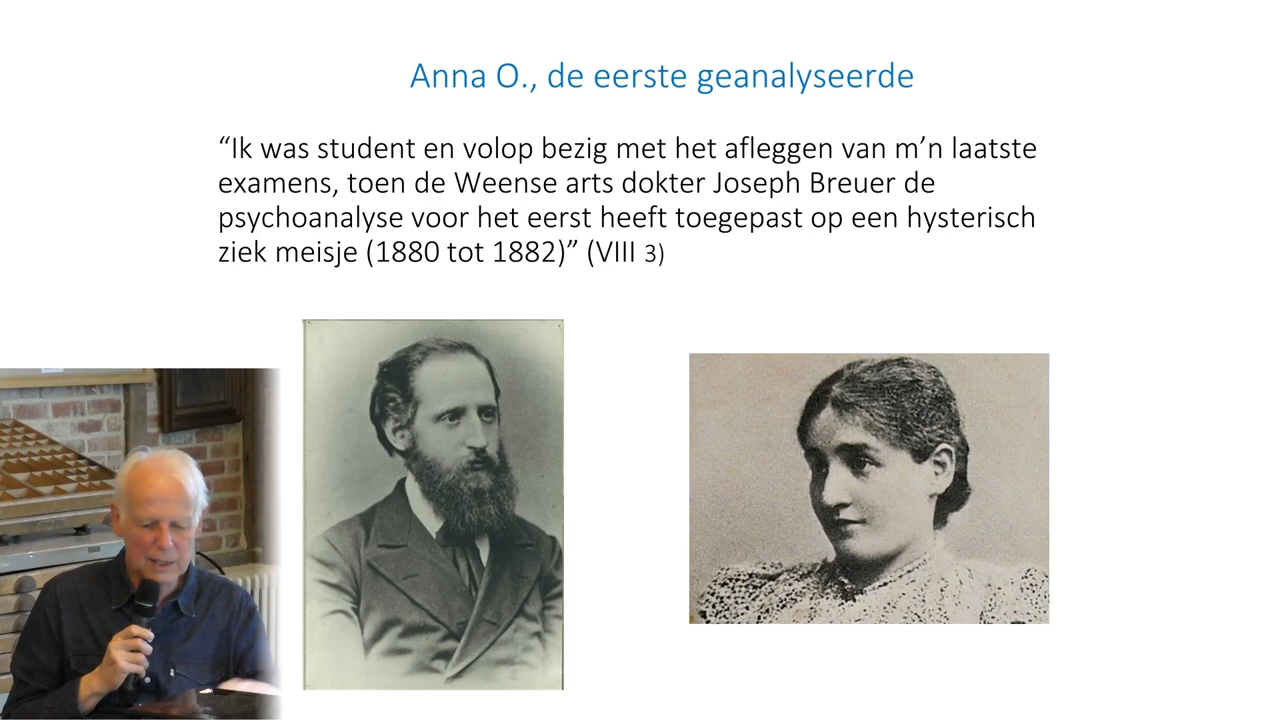 Anna O., de eerste geanalyseerde
“Ik was student en volop bezig met het afleggen van m’n laatste
examens, toen de Weense arts dokter Joseph Breuer de
psychoanalyse voor het eerst heeft toegepast op een hysterisch
ziek meisje (1880 tot 1882)” (VIII 3)